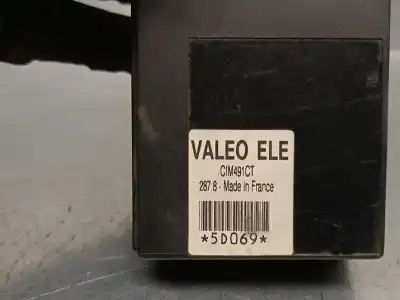 VALEO ELE
CIM491CT
287.8 - Made in France
*5D069*